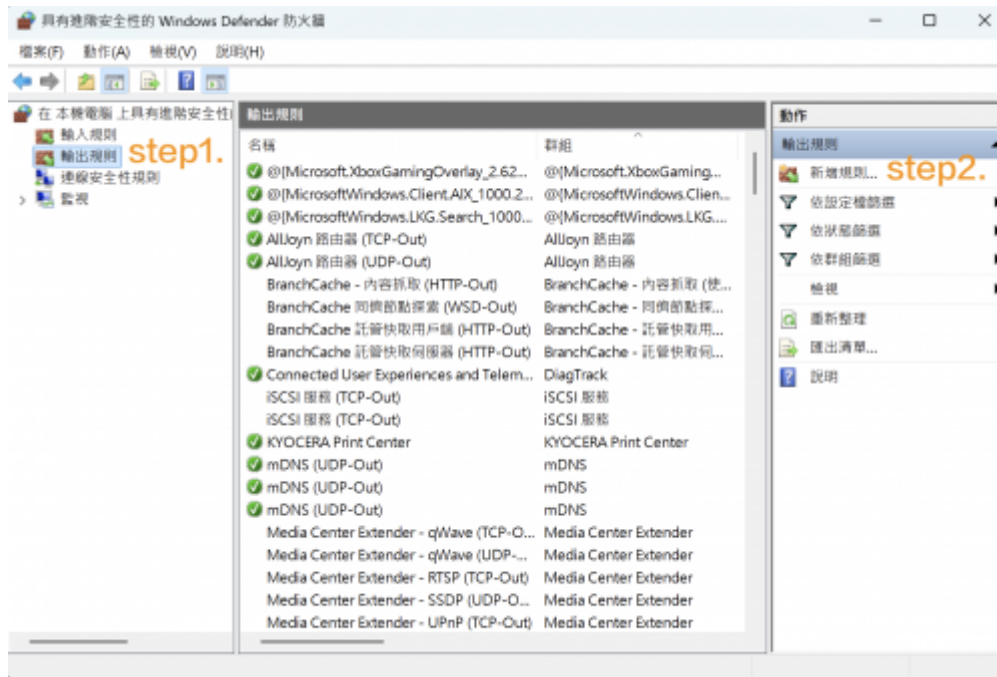 具有進階安全性的 Windows Defender 防火牆
檔案(F) 動作(A) 檢視(V) 說明(H)
在 本機電腦 上具有進階安全性
輸入規則
輸出規則
step1.
連線安全性規則
監視
輸出規則
名稱 群組
@{Microsoft.XboxGamingOverlay_2.62... @{Microsoft.XboxGaming...
@{MicrosoftWindows.Client.AIX_1000.2... @{MicrosoftWindows.Clien...
@{MicrosoftWindows.LKG.Search_1000... @{MicrosoftWindows.LKG....
AllJoyn 路由器 (TCP-Out) AllJoyn 路由器
AllJoyn 路由器 (UDP-Out) AllJoyn 路由器
BranchCache - 內容抓取 (HTTP-Out) BranchCache - 內容抓取 (使...
BranchCache 同儕節點探索 (WSD-Out) BranchCache - 同儕節點探...
BranchCache 託管快取用戶端 (HTTP-Out) BranchCache - 託管快取用...
BranchCache 託管快取伺服器 (HTTP-Out) BranchCache - 託管快取伺...
Connected User Experiences and Telem... DiagTrack
iSCSI 服務 (TCP-Out) iSCSI 服務
iSCSI 服務 (TCP-Out) iSCSI 服務
KYOCERA Print Center KYOCERA Print Center
mDNS (UDP-Out) mDNS
mDNS (UDP-Out) mDNS
mDNS (UDP-Out) mDNS
Media Center Extender - qWave (TCP-O... Media Center Extender
Media Center Extender - qWave (UDP-... Media Center Extender
Media Center Extender - RTSP (TCP-Out) Media Center Extender
Media Center Extender - SSDP (UDP-O... Media Center Extender
Media Center Extender - UPnP (TCP-Out) Media Center Extender
動作
輸出規則
新增規則...
step2.
依設定檔篩選
依狀態篩選
依群組篩選
檢視
重新整理
匯出清單...
說明